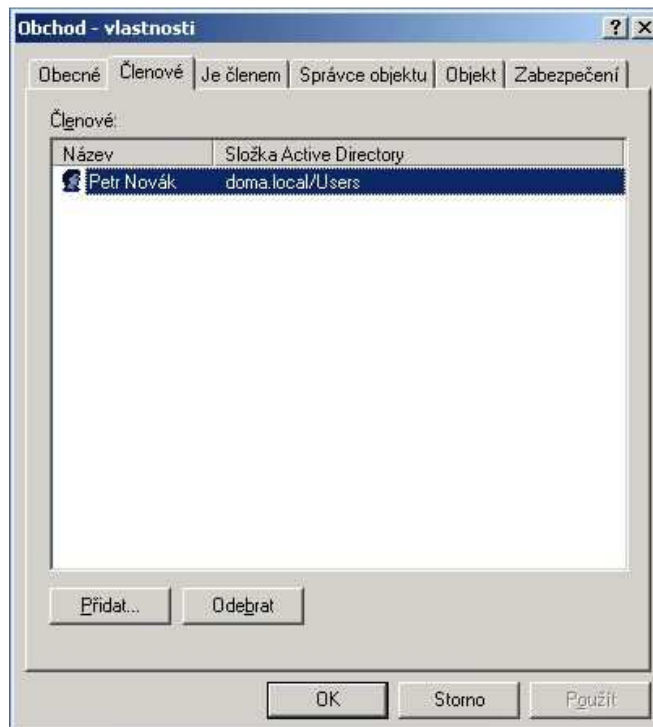 Obchod - vlastnosti
Obecné Členové Je členem Správce objektu Objekt Zabezpečení
Členové:
Název Složka Active Directory
Petr Novák doma.local/Users
Přidat... Odebrat
OK Storno Použít